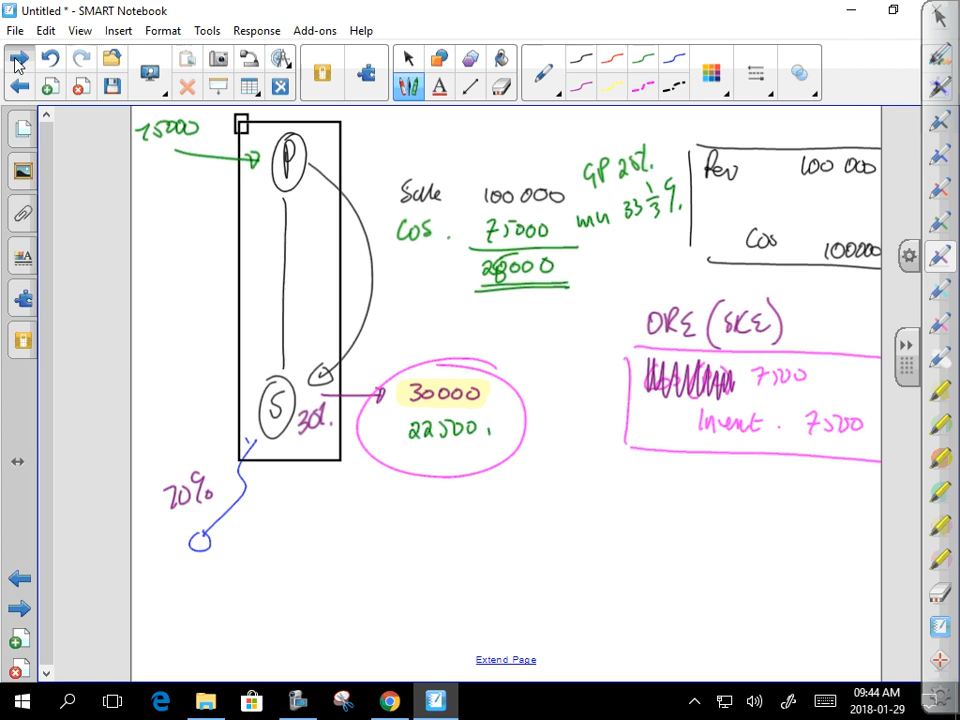 Untitled * - SMART Notebook
File Edit View Insert Format Tools Response Add-ons Help
75000
P
Sale 100 000
COS. 75000
GP 25%
mu 33 1/3 %.
Rev 100 000
Cos 100000
ORE (SKE)
S
30%.
30000
22500.
7500
Invent. 7500
70%
Extend Page
09:44 AM
2018-01-29